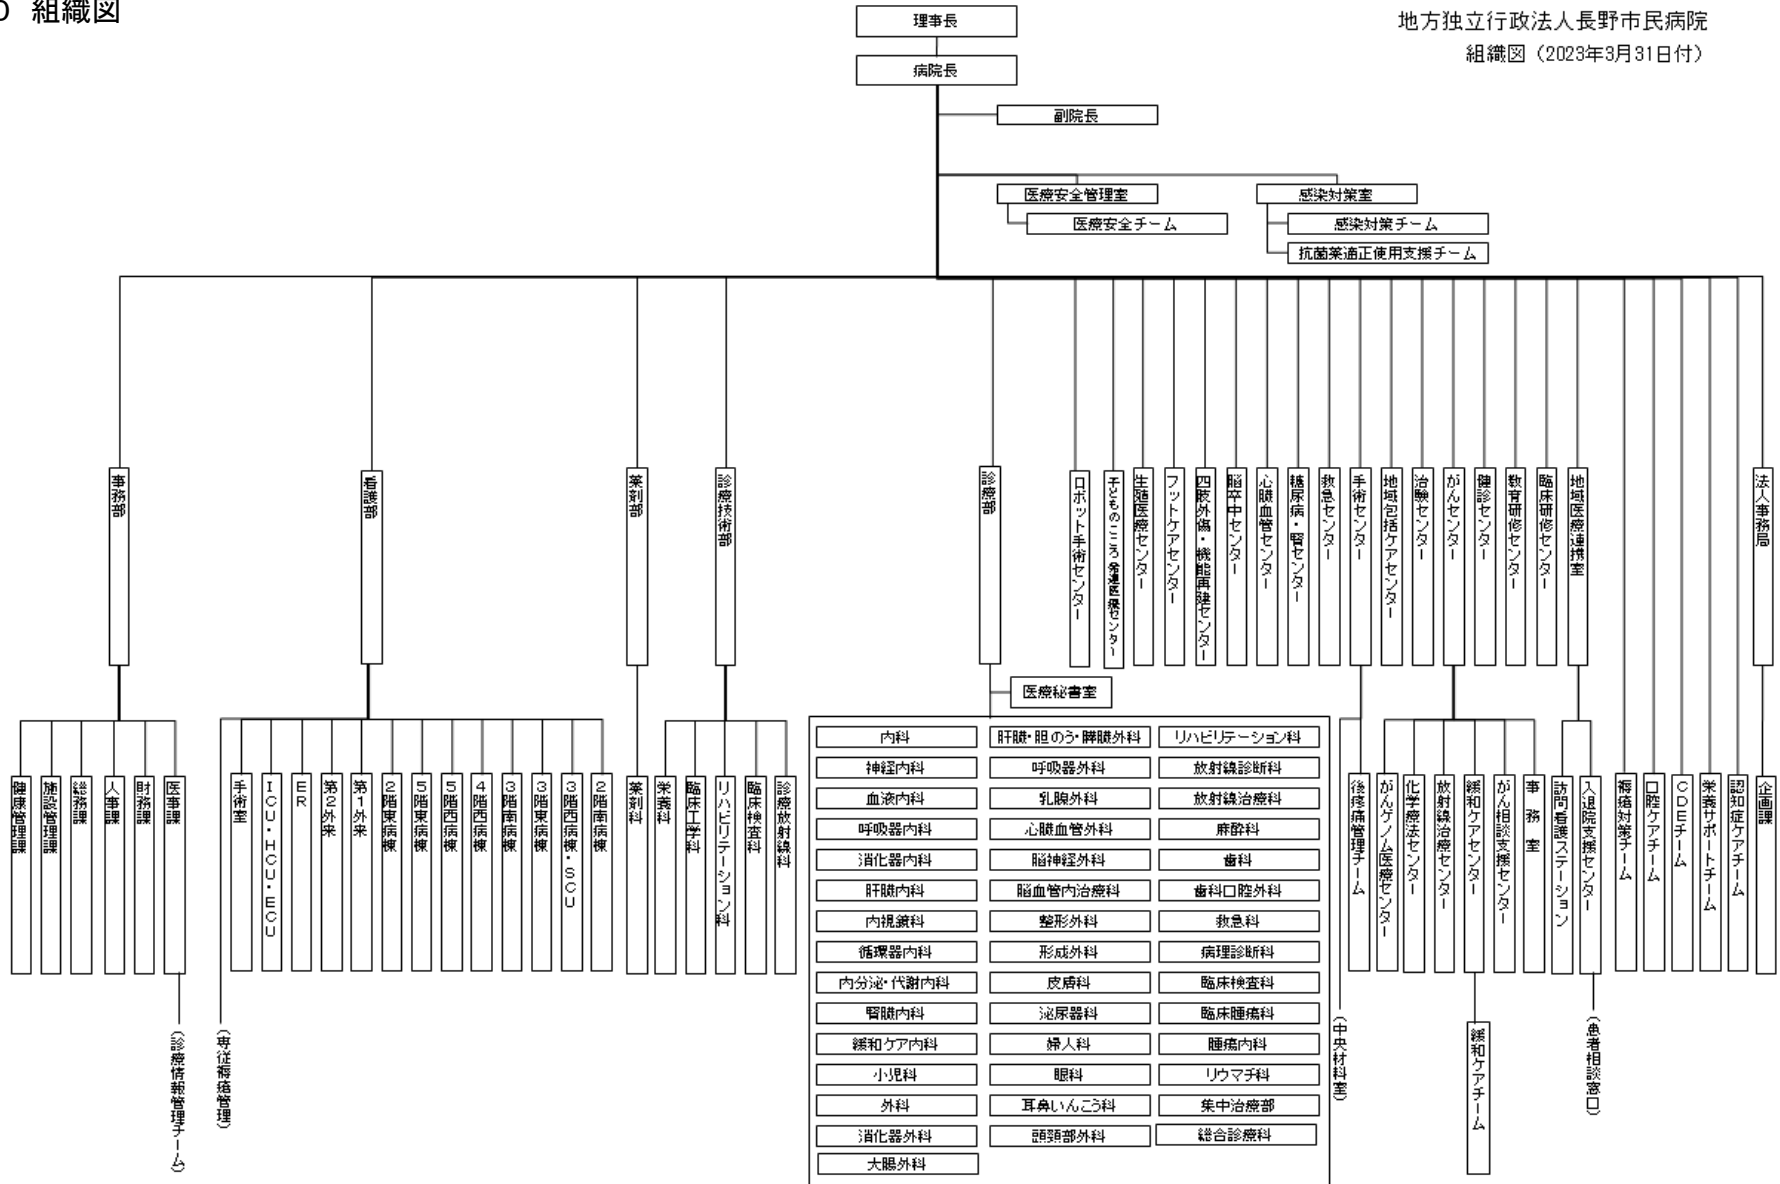 0 組織図
地方独立行政法人長野市民病院
組織図（2023年3月31日付）
理事長
病院長
副院長
医療安全管理室
感染対策室
医療安全チーム
感染対策チーム
抗菌薬適正使用支援チーム
事務部
看護部
薬剤部
診療技術部
診療部
ロボット手術センター
子どものこころ発達医療センター
生殖医療センター
フットケアセンター
四肢外傷・機能再建センター
脳卒中センター
心臓血管センター
糖尿病・腎センター
救急センター
手術センター
地域包括ケアセンター
治験センター
がんセンター
健診センター
教育研修センター
臨床研修センター
地域医療連携室
法人事務局
医療秘書室
健康管理課
施設管理課
総務課
人事課
財務課
医事課
（診療情報管理チーム）
（専従褥瘡管理）
手術室
ICU・HCU・ECU
ER
第2外来
第1外来
2階東病棟
5階東病棟
5階西病棟
4階西病棟
3階南病棟
3階東病棟
3階西病棟・SCU
2階南病棟
薬剤科
栄養科
臨床工学科
リハビリテーション科
臨床検査科
診療放射線科
内科
神経内科
血液内科
呼吸器内科
消化器内科
肝臓内科
内視鏡科
循環器内科
内分泌・代謝内科
腎臓内科
緩和ケア内科
小児科
外科
消化器外科
大腸外科
肝臓・胆のう・膵臓外科
呼吸器外科
乳腺外科
心臓血管外科
脳神経外科
脳血管内治療科
整形外科
形成外科
皮膚科
泌尿器科
婦人科
眼科
耳鼻いんこう科
頭頸部外科
リハビリテーション科
放射線診断科
放射線治療科
麻酔科
歯科
歯科口腔外科
救急科
病理診断科
臨床検査科
臨床腫瘍科
腫瘍内科
リウマチ科
集中治療部
総合診療科
（中央材料室）
後疼痛管理チーム
がんゲノム医療センター
化学療法センター
放射線治療センター
緩和ケアセンター
緩和ケアチーム
がん相談支援センター
事務室
訪問看護ステーション
入退院支援センター
（患者相談窓口）
褥瘡対策チーム
口腔ケアチーム
CDEチーム
栄養サポートチーム
認知症ケアチーム
企画課